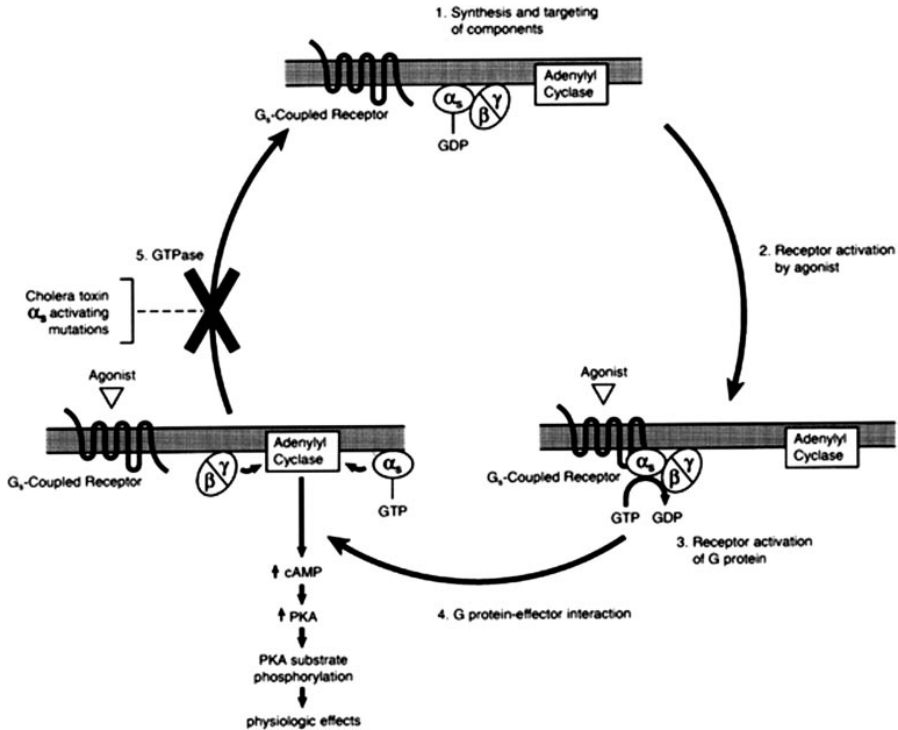 1. Synthesis and targeting
of components
Adenylyl
Cyclase
αs
β
γ
Gs-Coupled Receptor
GDP
2. Receptor activation
by agonist
5. GTPase
Cholera toxin
αs activating
mutations
Agonist
Adenylyl
Cyclase
β
γ
αs
Gs-Coupled Receptor
GTP
Agonist
Adenylyl
Cyclase
αs
β
γ
Gs-Coupled Receptor
GTP
GDP
3. Receptor activation
of G protein
4. G protein-effector interaction
cAMP
PKA
PKA substrate
phosphorylation
physiologic effects